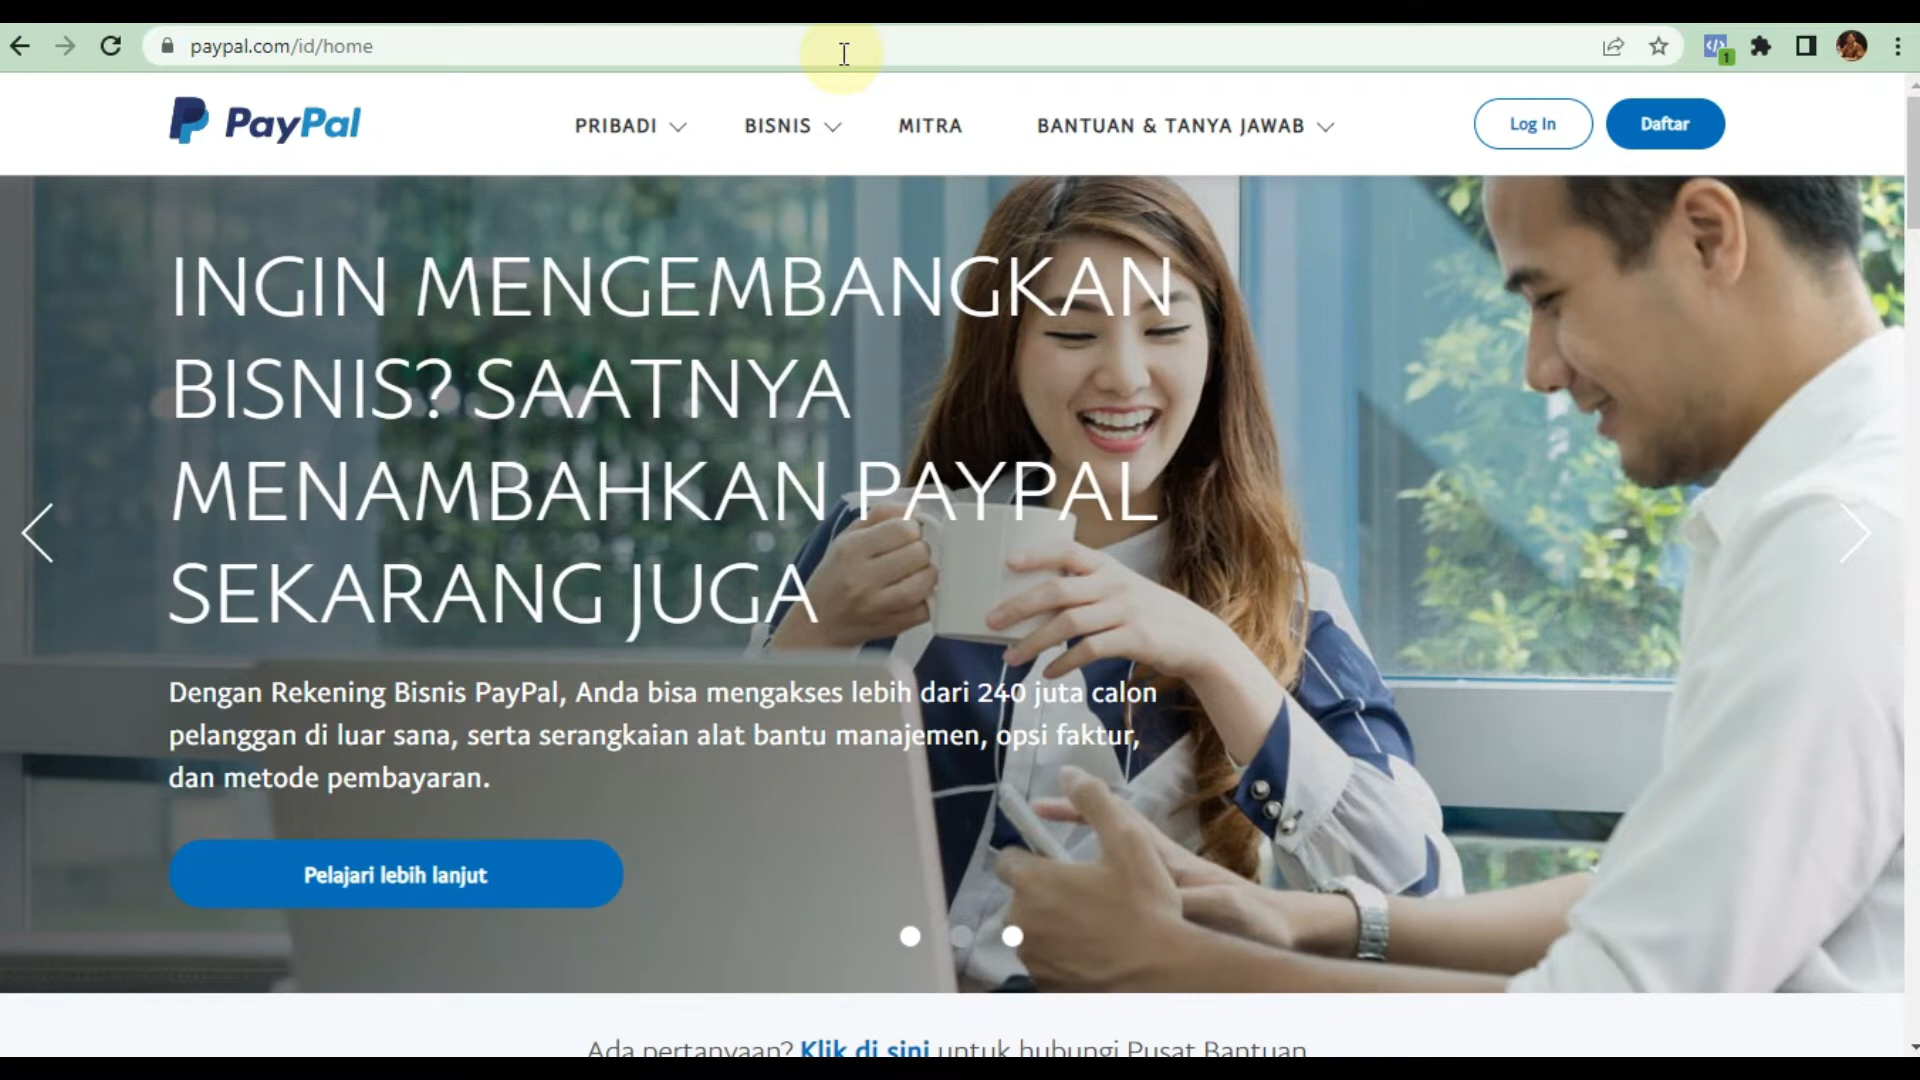 paypal.com/id/home
1
PayPal
PRIBADI
BISNIS
MITRA
BANTUAN & TANYA JAWAB
Log In
Daftar
INGIN MENGEMBANGKAN
BISNIS? SAATNYA
MENAMBAHKAN PAYPAL
SEKARANG JUGA
Dengan Rekening Bisnis PayPal, Anda bisa mengakses lebih dari 240 juta calon
pelanggan di luar sana, serta serangkaian alat bantu manajemen, opsi faktur,
dan metode pembayaran.
Pelajari lebih lanjut
Ada pertanyaan? Klik di sini untuk hubungi Pusat Bantuan